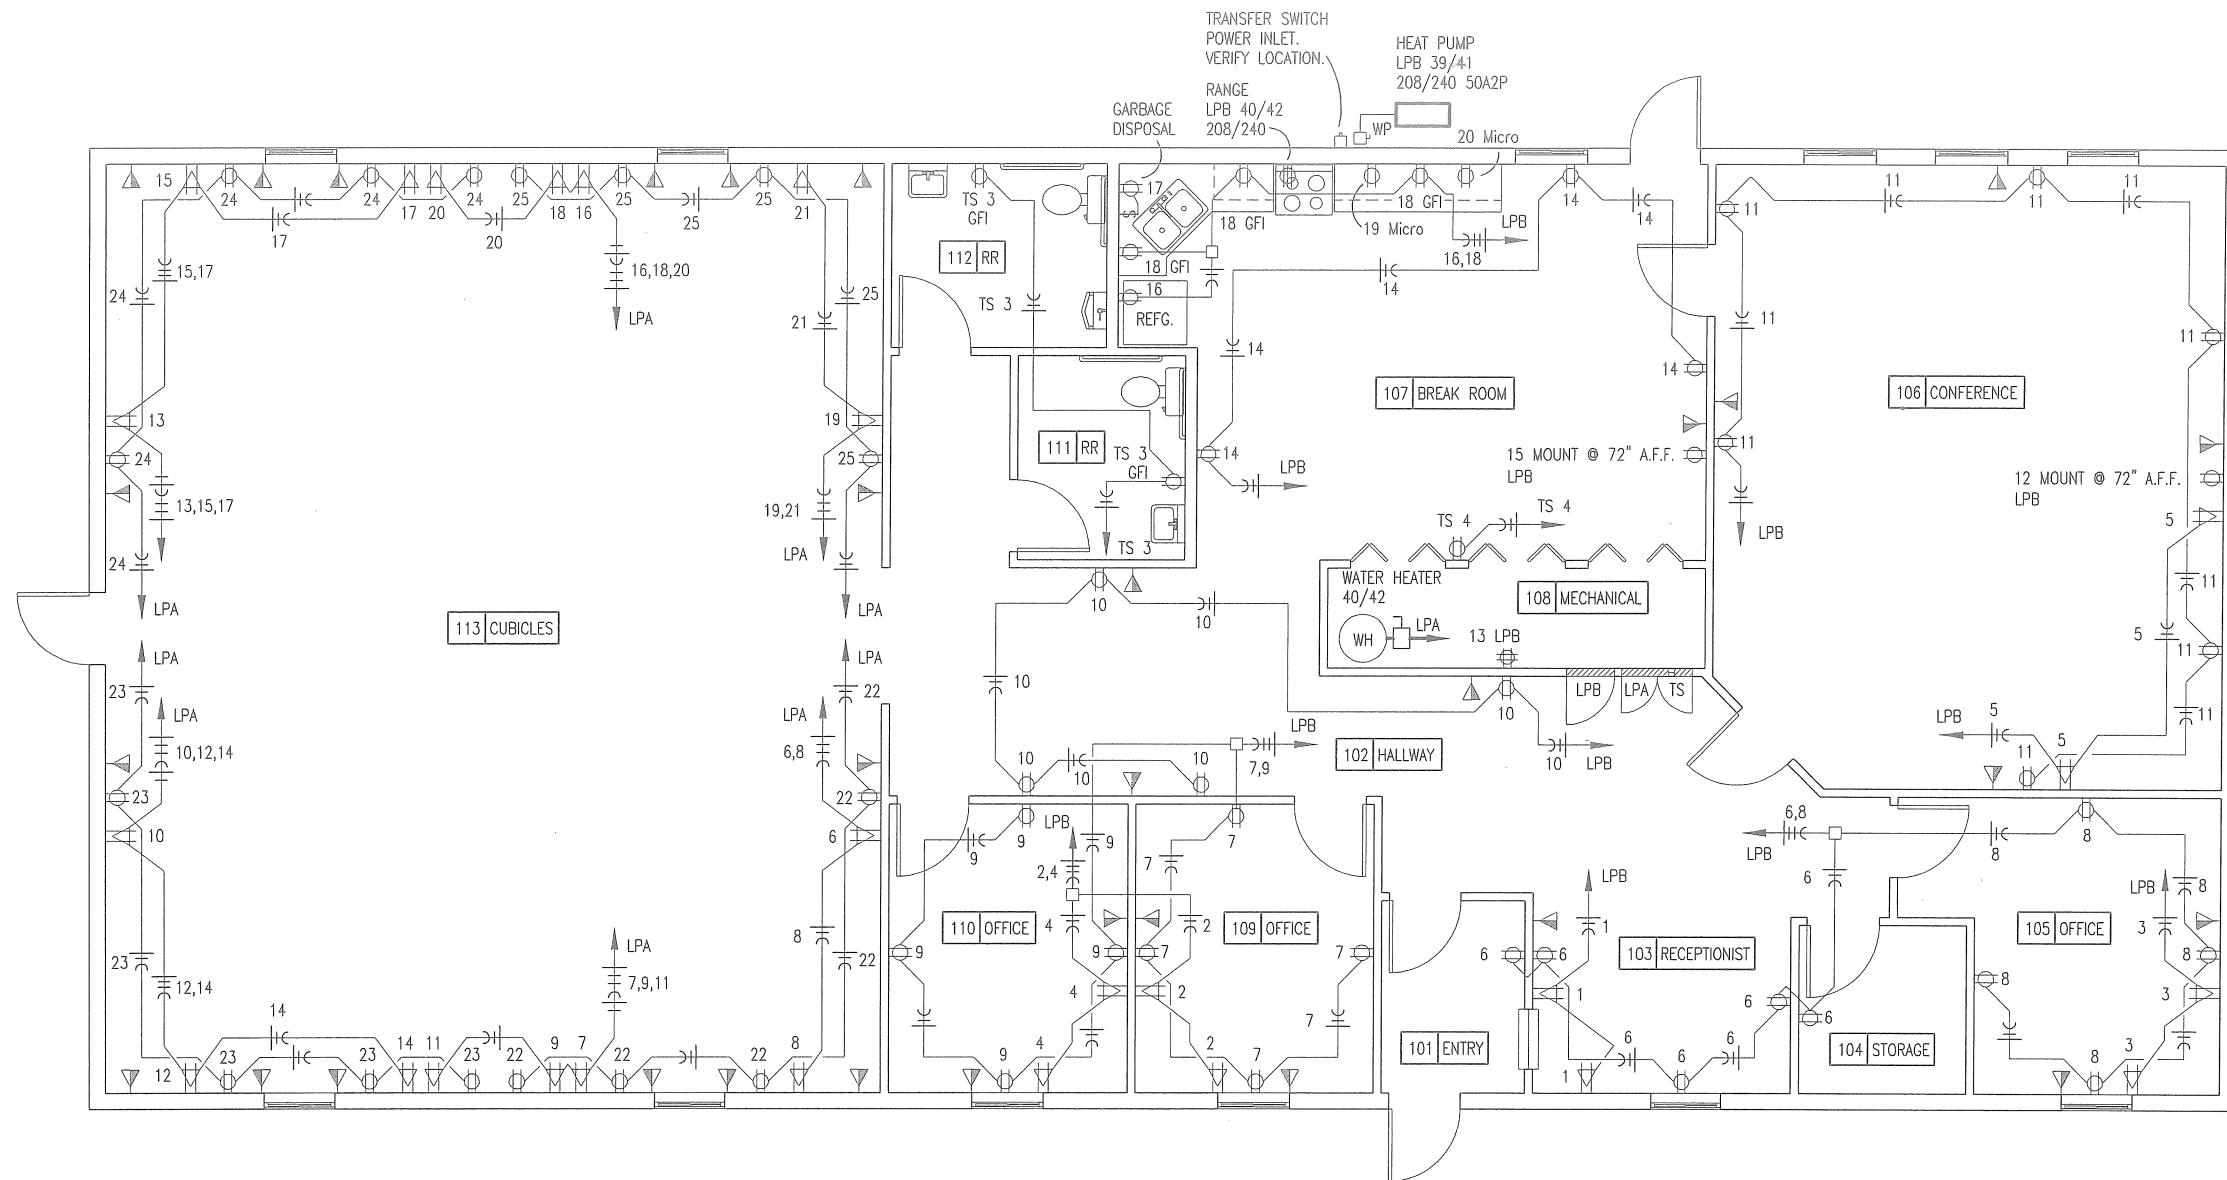 TRANSFER SWITCH
POWER INLET.
VERIFY LOCATION.
HEAT PUMP
LPB 39/41
208/240 50A2P
RANGE
LPB 40/42
208/240
GARBAGE
DISPOSAL
WP
20 Micro
15
24
24
17
20
24
25
18
16
25
25
21
17
20
25
TS 3
GFI
17
S
18 GFI
18 GFI
19 Micro
LPB
16,18
14
14
11
11
11
11
112 RR
18 GFI
16
REFG.
14
15,17
24
16,18,20
LPA
25
21
TS 3
11
11
14
14
107 BREAK ROOM
106 CONFERENCE
13
24
19
25
111 RR
TS 3
GFI
14
LPB
15 MOUNT @ 72" A.F.F.
LPB
11
12 MOUNT @ 72" A.F.F.
LPB
13,15,17
19,21
LPA
TS 4
TS 4
5
LPB
TS 3
24
LPA
LPA
WATER HEATER
40/42
108 MECHANICAL
11
10
10
113 CUBICLES
WH
LPA
13 LPB
5
11
LPA
LPA
23
22
10
LPB
LPA
TS
LPA
LPA
10
LPB
5
11
10,12,14
6,8
LPB
7,9
102 HALLWAY
10
LPB
5
11
10
10
10
23
22
10
6
9
9
LPB
9
7
6,8
LPB
8
8
2,4
7
6
LPB
LPB
8
110 OFFICE
4
2
109 OFFICE
1
103 RECEPTIONIST
3
105 OFFICE
8
23
22
8
LPA
7,9,11
12,14
9
9
7
7
6
6
8
8
4
2
1
6
6
3
14
7
101 ENTRY
6
6
104 STORAGE
12
23
23
14
11
23
22
9
7
22
22
8
9
4
2
7
1
6
8
3